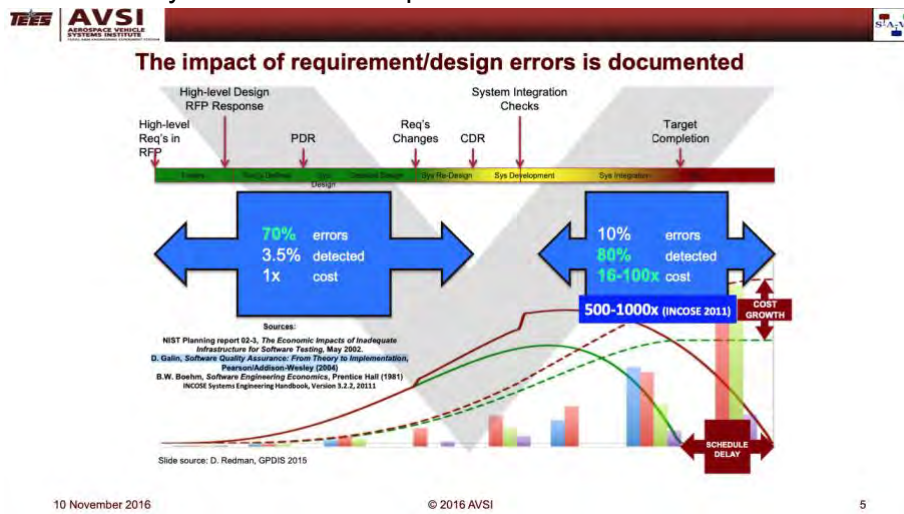 TEES
AVSI
AEROSPACE VEHICLE
SYSTEMS INSTITUTE
The impact of requirement/design errors is documented
High-level Design
RFP Response
System Integration
Checks
High-level
Req's in
RFP
PDR
Req's
Changes
CDR
Target
Completion
Design
Sys Re-Design
Sys Development
Sys Integration
70% errors
3.5% detected
1x cost
10% errors
80% detected
16-100x cost
500-1000x (INCOSE 2011)
COST
GROWTH
Sources:
NIST Planning report 02-3, The Economic Impacts of Inadequate
Infrastructure for Software Testing, May 2002.
D. Galin, Software Quality Assurance: From Theory to Implementation,
Pearson/Addison-Wesley (2004)
B.W. Boehm, Software Engineering Economics, Prentice Hall (1981)
INCOSE Systems Engineering Handbook, Version 3.2.2, 20111
SCHEDULE
DELAY
Slide source: D. Redman, GPDIS 2015
10 November 2016
© 2016 AVSI
5